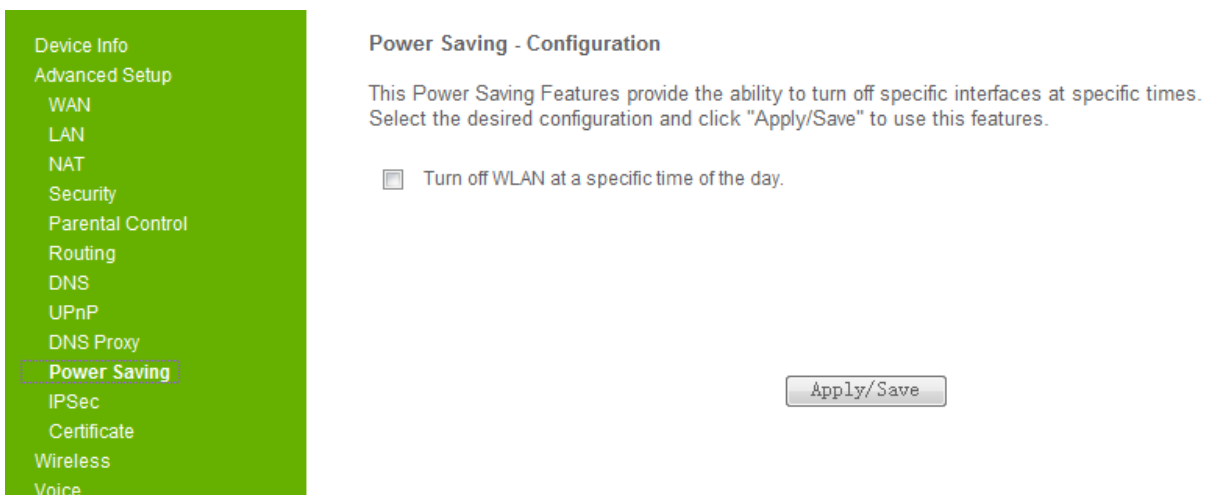 Device Info
Advanced Setup
WAN
LAN
NAT
Security
Parental Control
Routing
DNS
UPnP
DNS Proxy
Power Saving
IPSec
Certificate
Wireless
Voice
Power Saving - Configuration
This Power Saving Features provide the ability to turn off specific interfaces at specific times.
Select the desired configuration and click "Apply/Save" to use this features.
Turn off WLAN at a specific time of the day.
Apply/Save